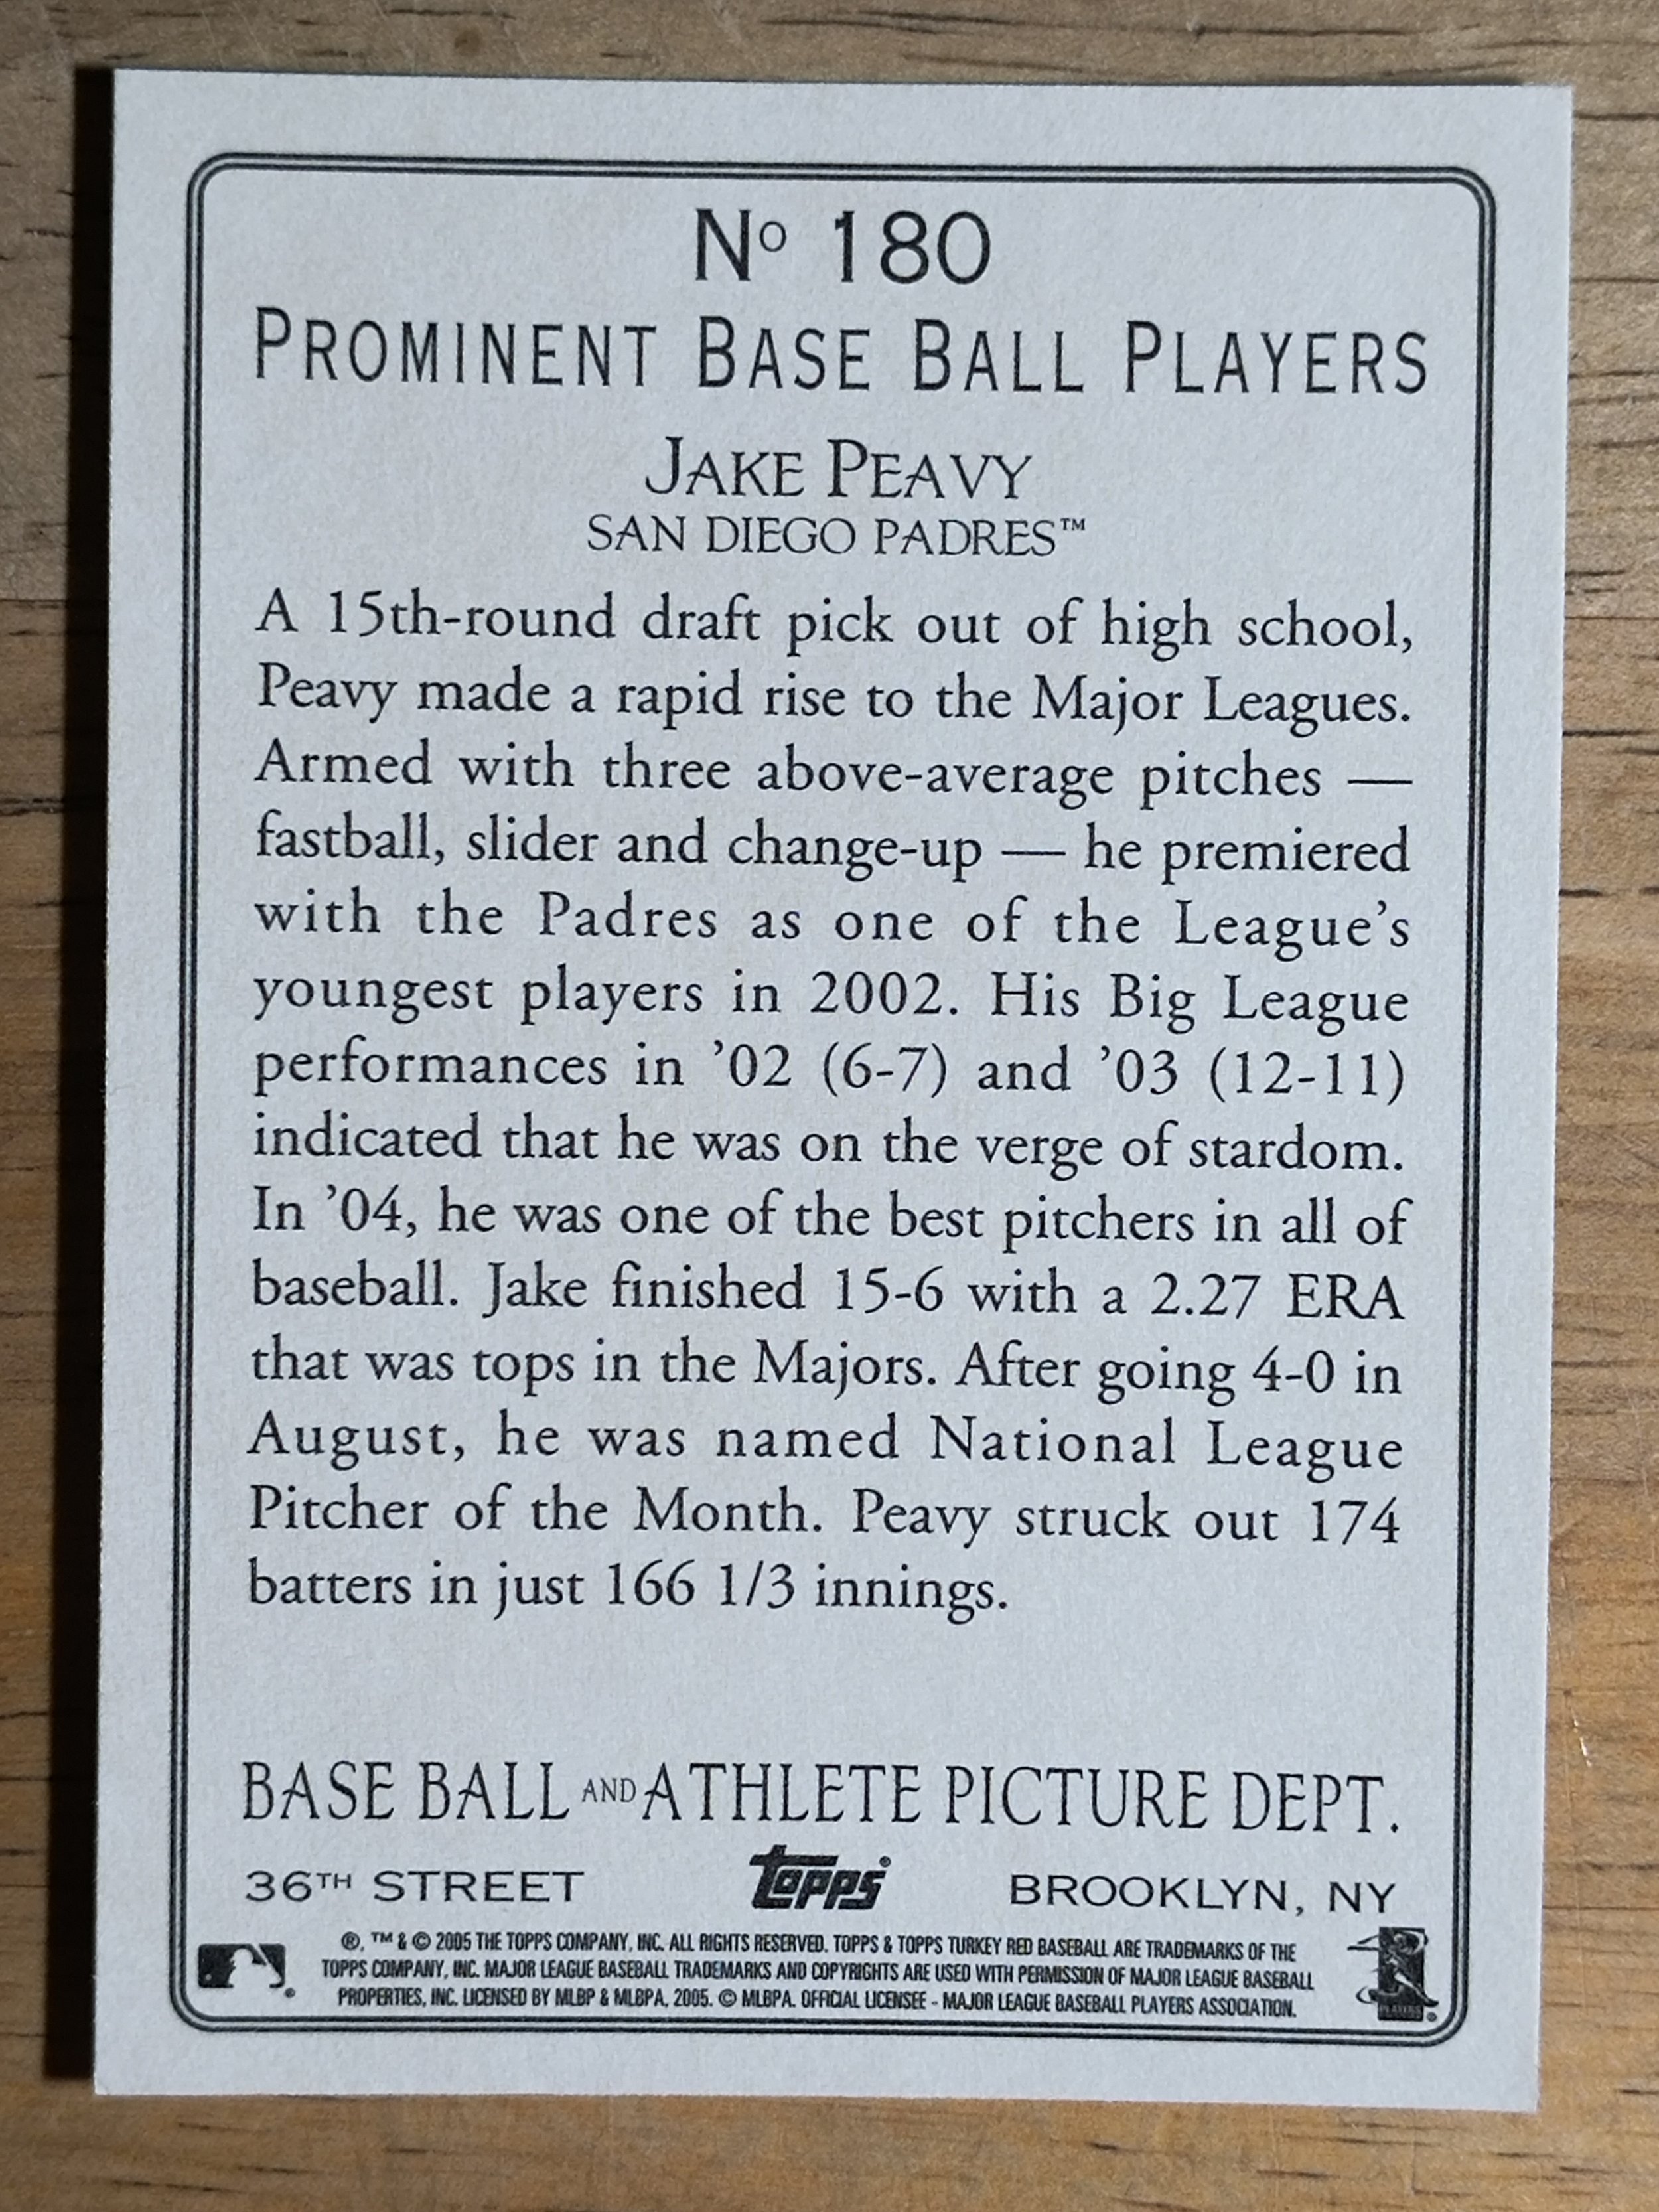 Nº 180
PROMINENT BASE BALL PLAYERS
JAKE PEAVY
SAN DIEGO PADRES™
A 15th-round draft pick out of high school,
Peavy made a rapid rise to the Major Leagues.
Armed with three above-average pitches —
fastball, slider and change-up — he premiered
with the Padres as one of the League’s
youngest players in 2002. His Big League
performances in ’02 (6-7) and ’03 (12-11)
indicated that he was on the verge of stardom.
In ’04, he was one of the best pitchers in all of
baseball. Jake finished 15-6 with a 2.27 ERA
that was tops in the Majors. After going 4-0 in
August, he was named National League
Pitcher of the Month. Peavy struck out 174
batters in just 166 1/3 innings.
BASE BALL AND ATHLETE PICTURE DEPT.
36TH STREET Topps® BROOKLYN, NY
®, ™ & © 2005 THE TOPPS COMPANY, INC. ALL RIGHTS RESERVED. TOPPS & TOPPS TURKEY RED BASEBALL ARE TRADEMARKS OF THE
TOPPS COMPANY, INC. MAJOR LEAGUE BASEBALL TRADEMARKS AND COPYRIGHTS ARE USED WITH PERMISSION OF MAJOR LEAGUE BASEBALL
PROPERTIES, INC. LICENSED BY MLBP & MLBPA, 2005. © MLBPA. OFFICIAL LICENSEE - MAJOR LEAGUE BASEBALL PLAYERS ASSOCIATION.
PLAYERS